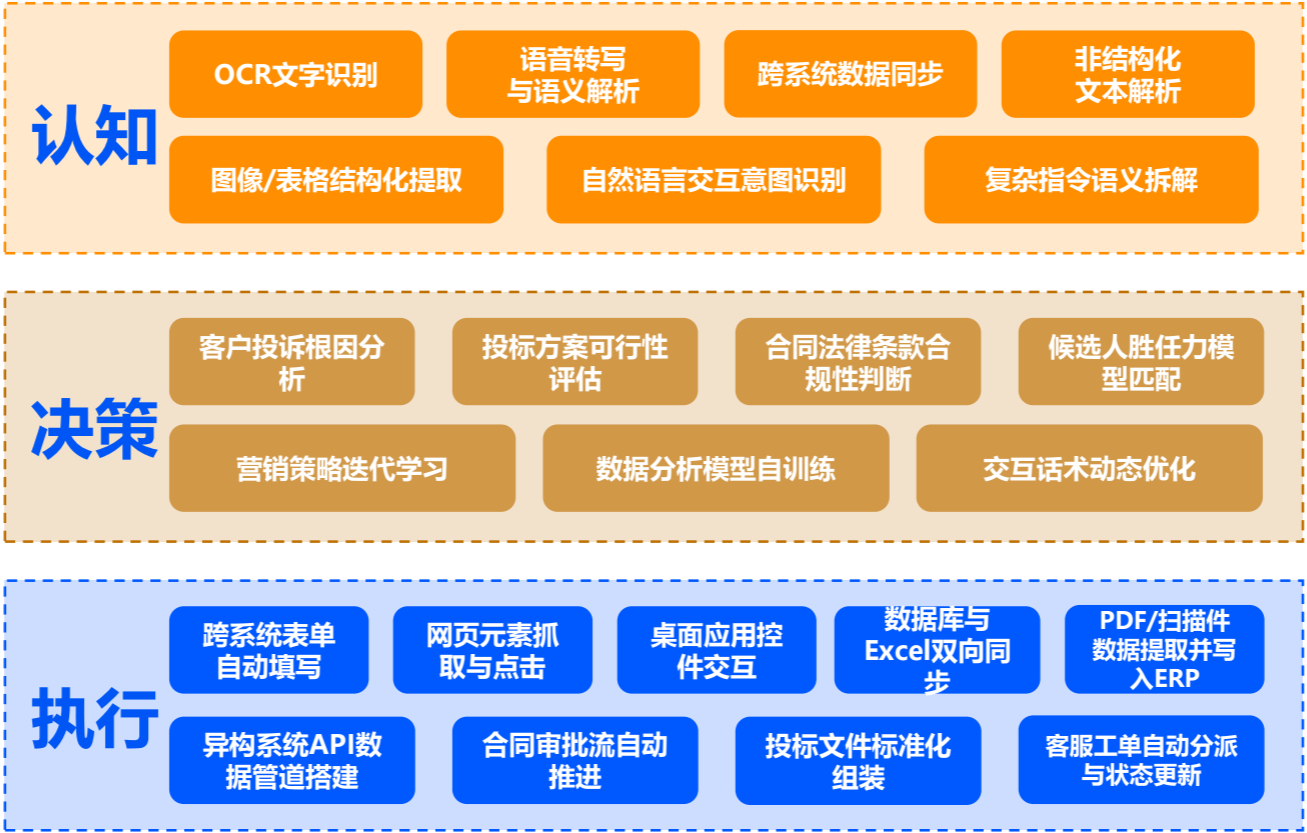 认知
OCR文字识别
语音转写
与语义解析
跨系统数据同步
非结构化
文本解析
图像/表格结构化提取
自然语言交互意图识别
复杂指令语义拆解
决策
客户投诉根因分
析
投标方案可行性
评估
合同法律条款合
规性判断
候选人胜任力模
型匹配
营销策略迭代学习
数据分析模型自训练
交互话术动态优化
执行
跨系统表单
自动填写
网页元素抓
取与点击
桌面应用控
件交互
数据库与
Excel双向同
步
PDF/扫描件
数据提取并写
入ERP
异构系统API数
据管道搭建
合同审批流自动
推进
投标文件标准化
组装
客服工单自动分派
与状态更新